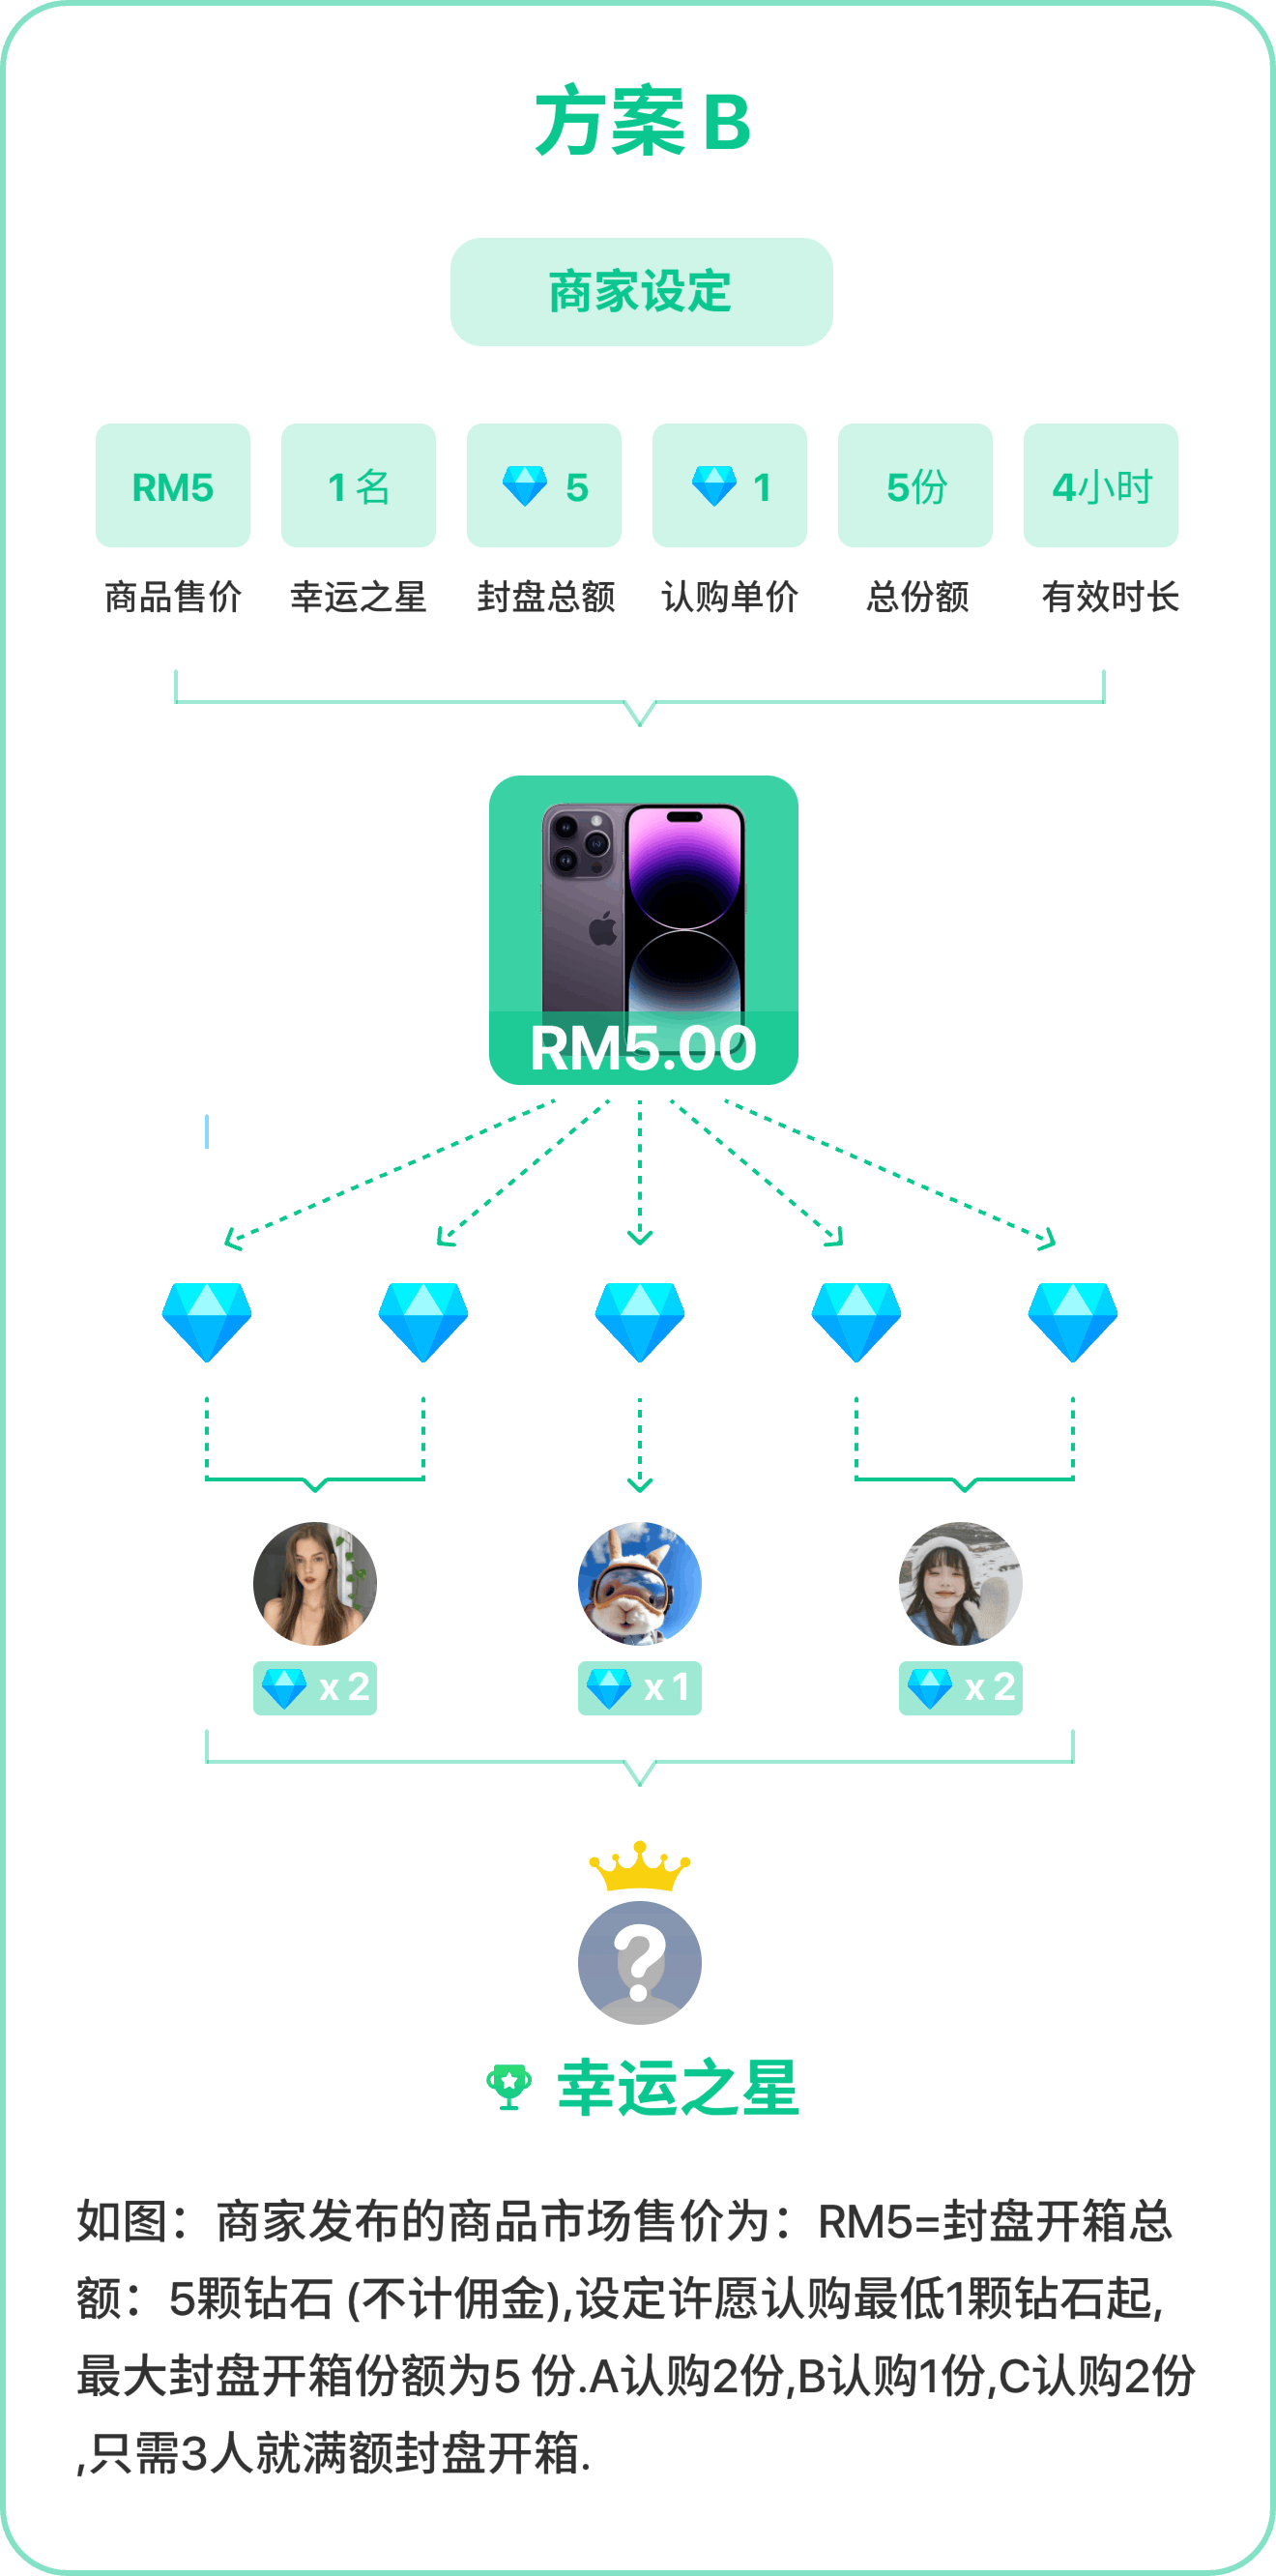 方案 B
商家设定
RM5 1 名 5 1 5份 4小时
商品售价 幸运之星 封盘总额 认购单价 总份额 有效时长
RM5.00
x 2 x 1 x 2
?
幸运之星
如图：商家发布的商品市场售价为：RM5=封盘开箱总
额：5颗钻石 (不计佣金),设定许愿认购最低1颗钻石起,
最大封盘开箱份额为5 份.A认购2份,B认购1份,C认购2份
,只需3人就满额封盘开箱.